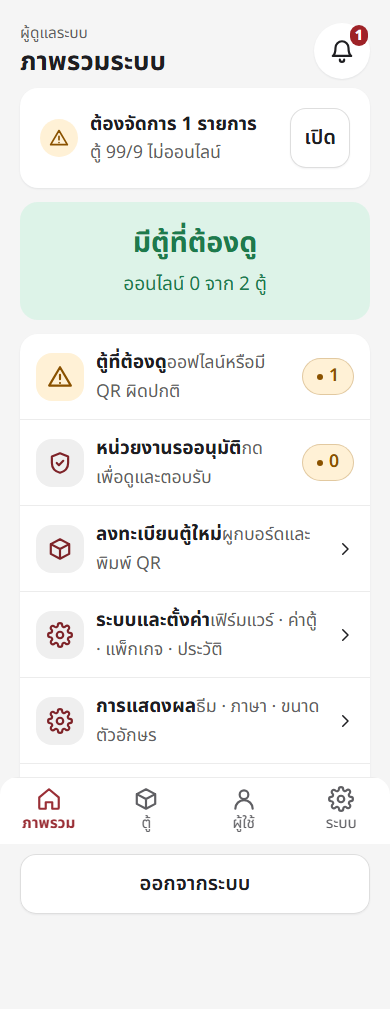 ผู้ดูแลระบบ
ภาพรวมระบบ
1
ต้องจัดการ 1 รายการ
ตู้ 99/9 ไม่ออนไลน์
เปิด
มีตู้ที่ต้องดู
ออนไลน์ 0 จาก 2 ตู้
ตู้ที่ต้องดูออฟไลน์หรือมี
QR ผิดปกติ
• 1
หน่วยงานรออนุมัติกด
เพื่อดูและตอบรับ
• 0
ลงทะเบียนตู้ใหม่ผูกบอร์ดและ
พิมพ์ QR
ระบบและตั้งค่าเฟิร์มแวร์ · ค่าตู้
· แพ็กเกจ · ประวัติ
การแสดงผลธีม · ภาษา · ขนาด
ตัวอักษร
ภาพรวม
ตู้
ผู้ใช้
ระบบ
ออกจากระบบ